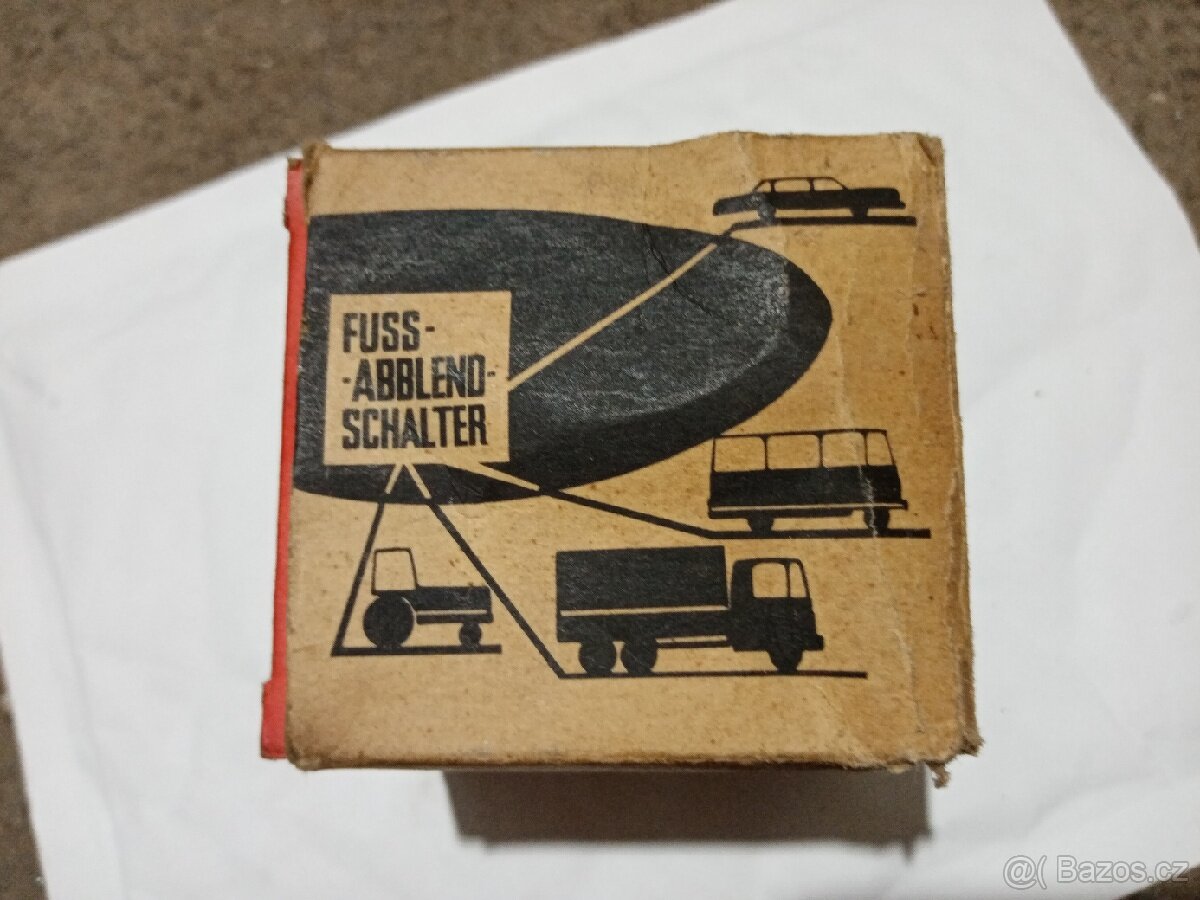 FUSS-
-ABBLEND-
SCHALTER
@( Bazos.cz